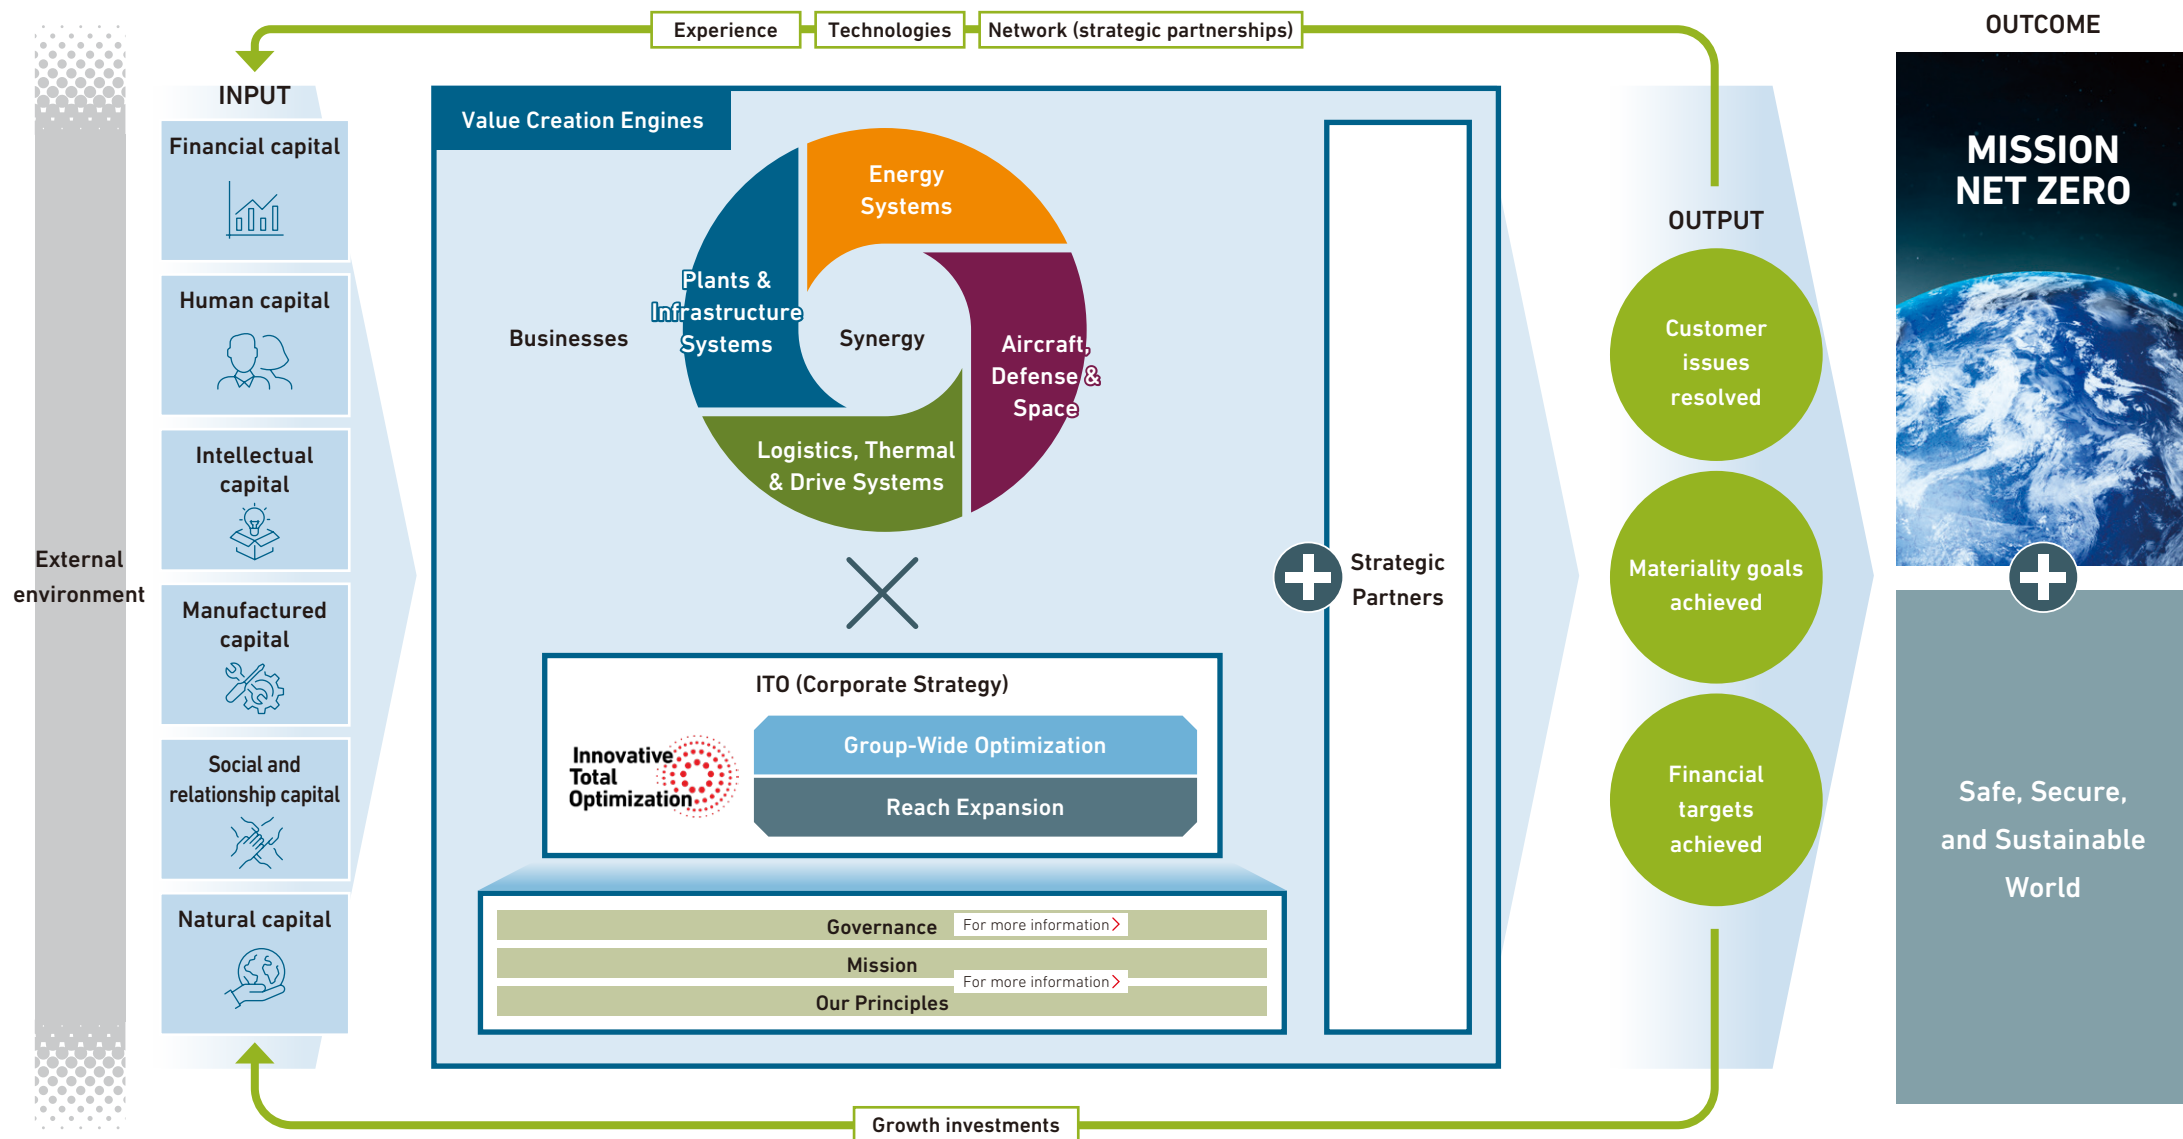 Experience
Technologies
Network (strategic partnerships)
External
environment
INPUT
Financial capital
Human capital
Intellectual
capital
Manufactured
capital
Social and
relationship capital
Natural capital
Value Creation Engines
Businesses
Energy
Systems
Plants &
Infrastructure
Systems
Synergy
Aircraft,
Defense &
Space
Logistics, Thermal
& Drive Systems
ITO (Corporate Strategy)
Innovative
Total
Optimization
Group-Wide Optimization
Reach Expansion
Governance For more information
Mission
For more information
Our Principles
Strategic
Partners
OUTPUT
Customer
issues
resolved
Materiality goals
achieved
Financial
targets
achieved
OUTCOME
MISSION
NET ZERO
Safe, Secure,
and Sustainable
World
Growth investments